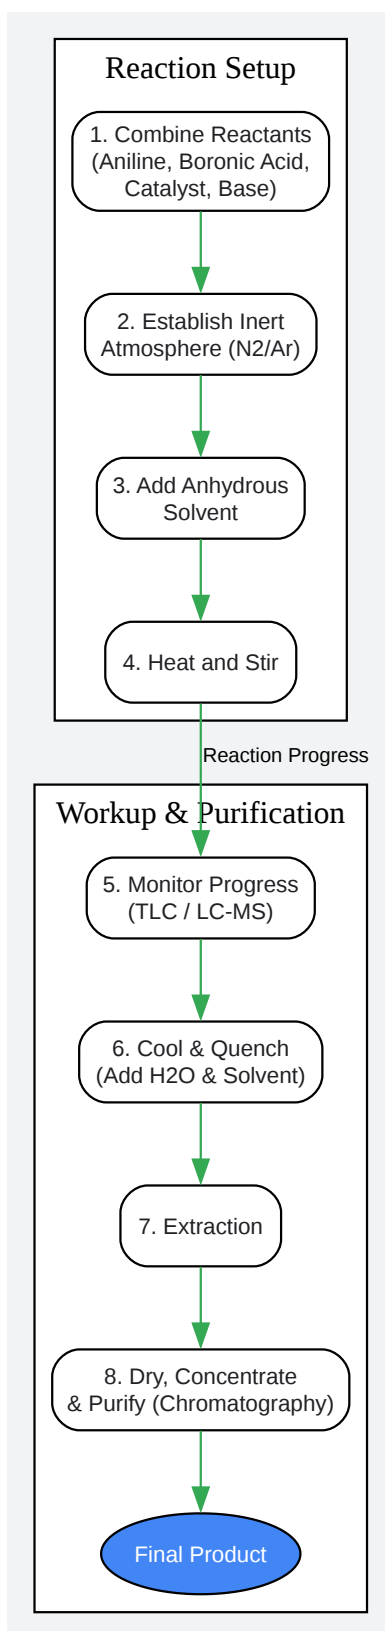 Reaction Setup
1. Combine Reactants
(Aniline, Boronic Acid,
Catalyst, Base)
2. Establish Inert
Atmosphere (N2/Ar)
3. Add Anhydrous
Solvent
4. Heat and Stir
Reaction Progress
Workup & Purification
5. Monitor Progress
(TLC / LC-MS)
6. Cool & Quench
(Add H2O & Solvent)
7. Extraction
8. Dry, Concentrate
& Purify (Chromatography)
Final Product